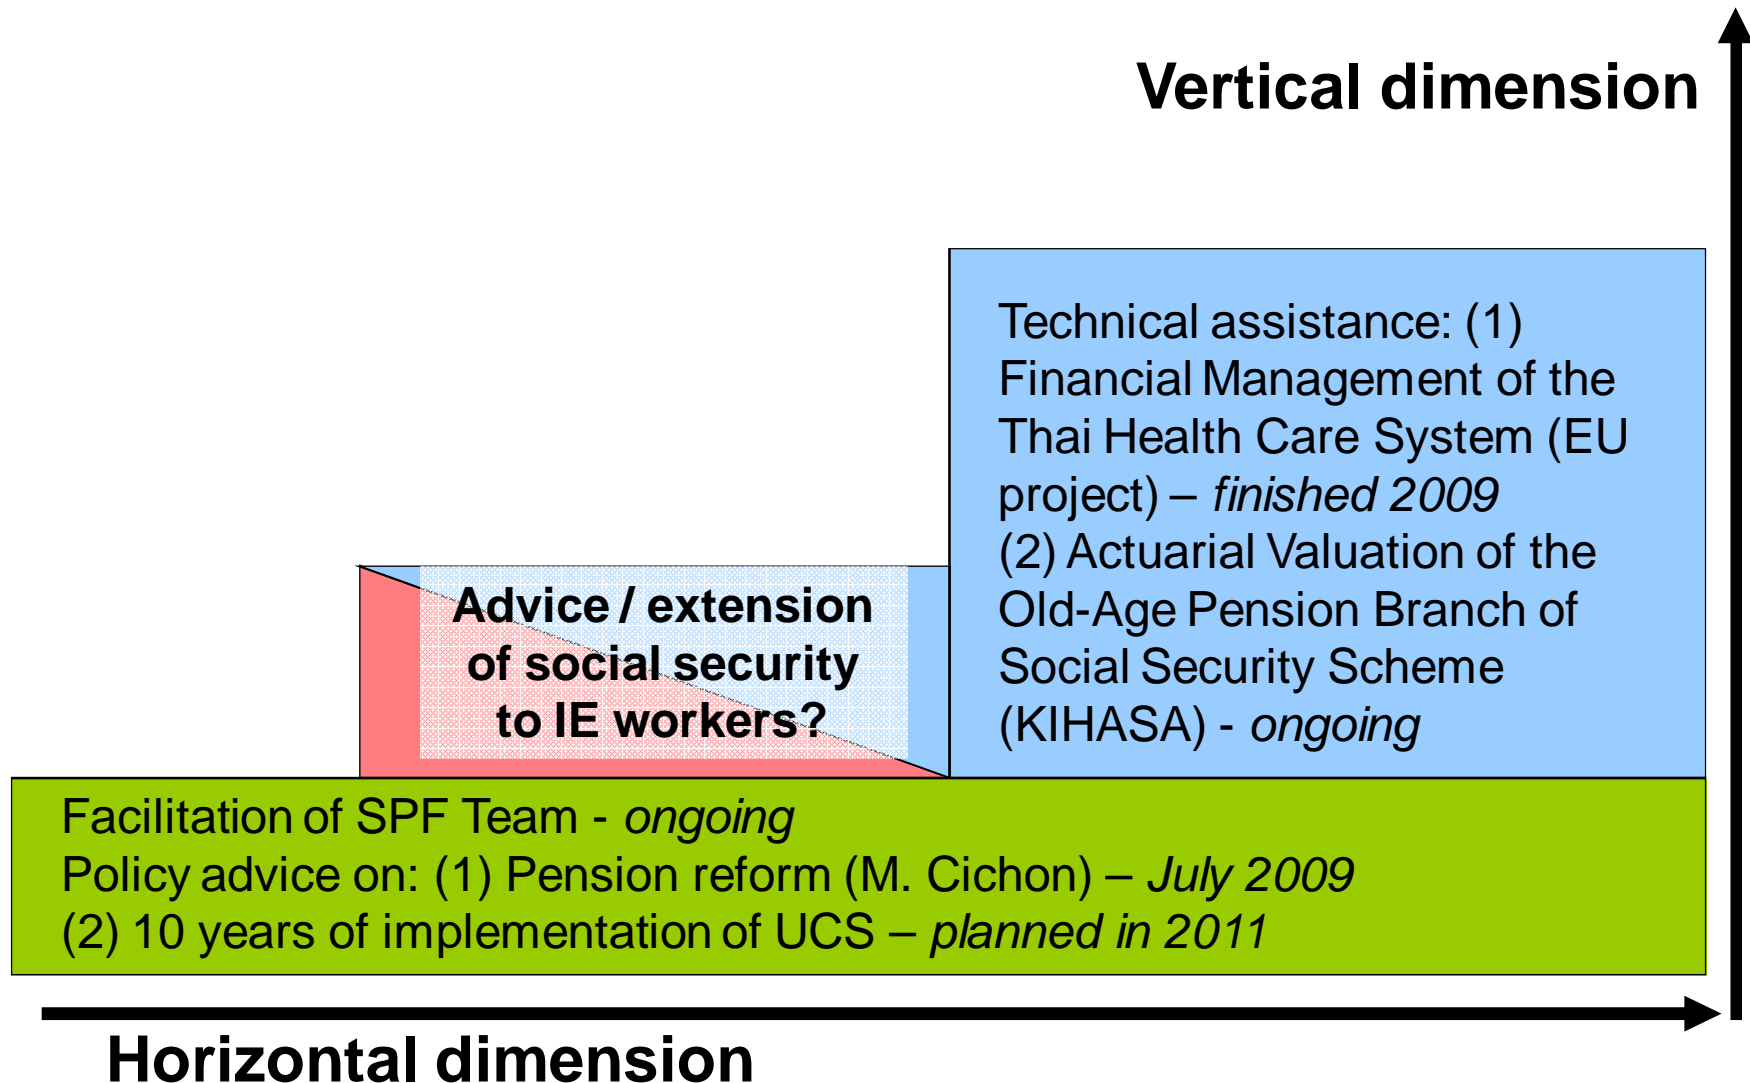 Vertical dimension
Technical assistance: (1)
Financial Management of the
Thai Health Care System (EU
project) – finished 2009
(2) Actuarial Valuation of the
Old-Age Pension Branch of
Social Security Scheme
(KIHASA) - ongoing
Advice / extension
of social security
to IE workers?
Facilitation of SPF Team - ongoing
Policy advice on: (1) Pension reform (M. Cichon) – July 2009
(2) 10 years of implementation of UCS – planned in 2011
Horizontal dimension